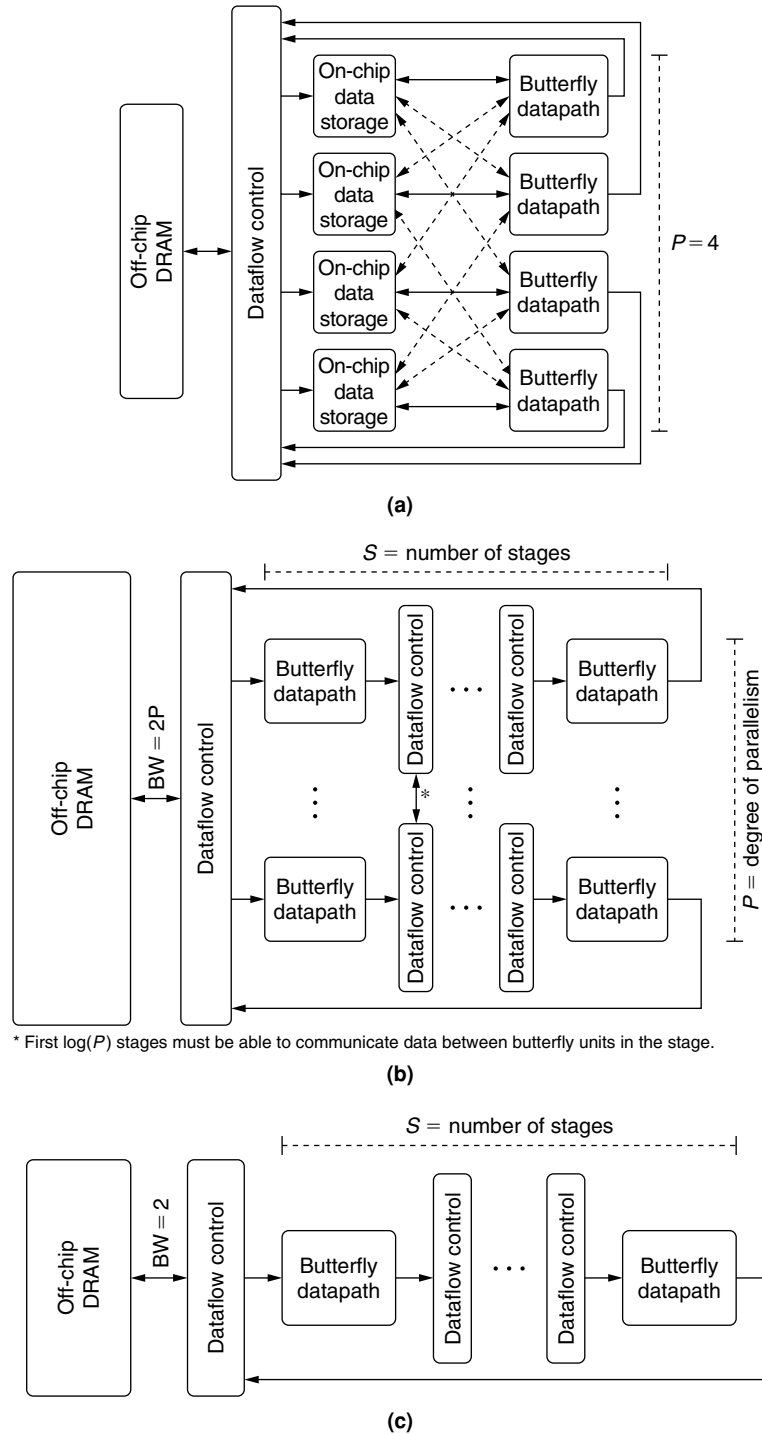 Off-chip
DRAM
Dataflow control
On-chip
data
storage
On-chip
data
storage
On-chip
data
storage
On-chip
data
storage
Butterfly
datapath
Butterfly
datapath
Butterfly
datapath
Butterfly
datapath
P = 4
(a)
S = number of stages
Off-chip
DRAM
BW = 2P
Dataflow control
Butterfly
datapath
Dataflow control
...
Dataflow control
Butterfly
datapath
*
Butterfly
datapath
Dataflow control
...
Dataflow control
Butterfly
datapath
P = degree of parallelism
* First log(P) stages must be able to communicate data between butterfly units in the stage.
(b)
S = number of stages
Off-chip
DRAM
BW = 2
Dataflow control
Butterfly
datapath
Dataflow control
...
Dataflow control
Butterfly
datapath
(c)